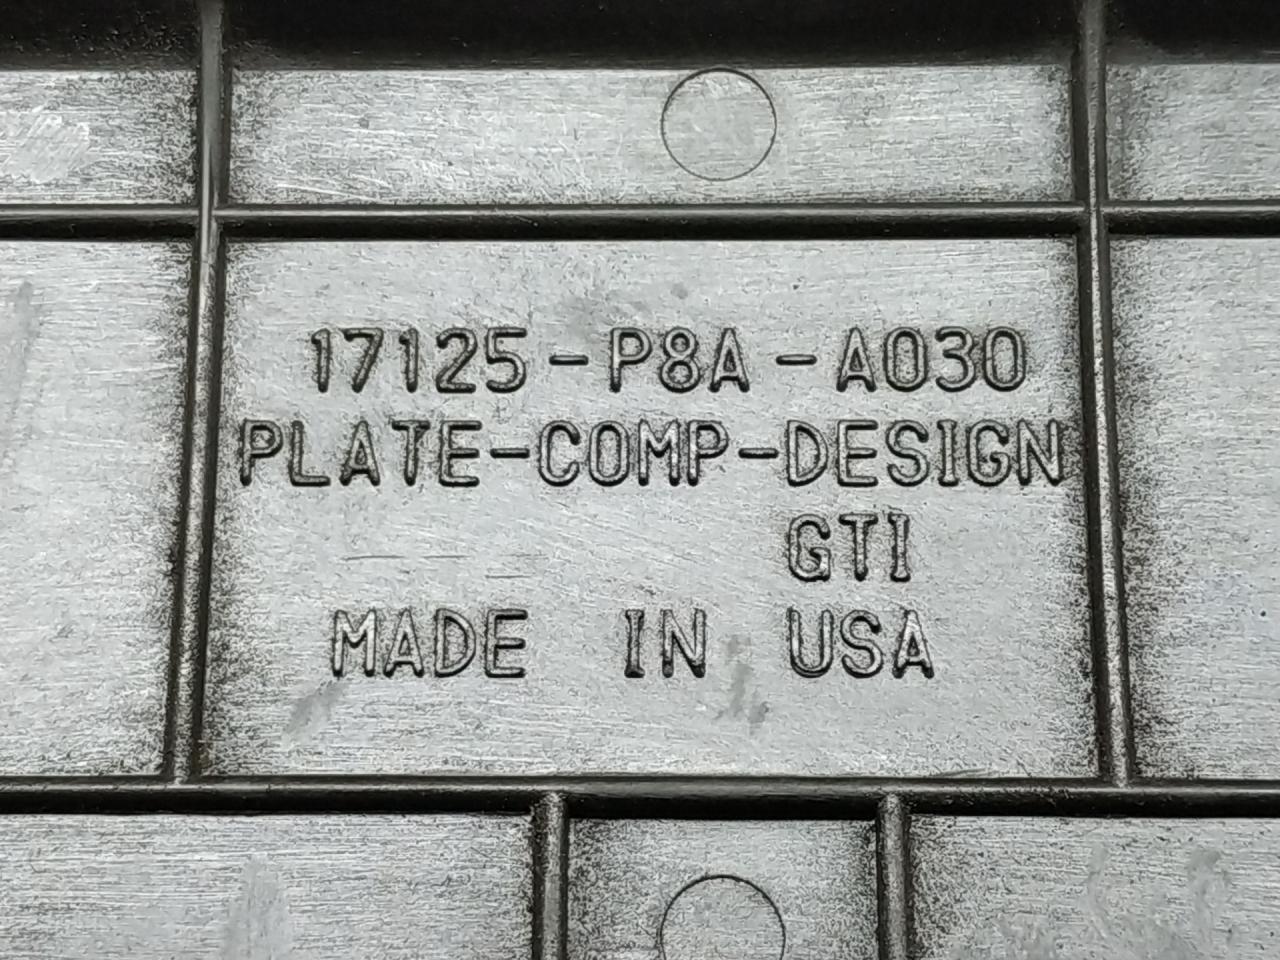 17125-P8A-A030
PLATE-COMP-DESIGN
GTI
MADE IN USA